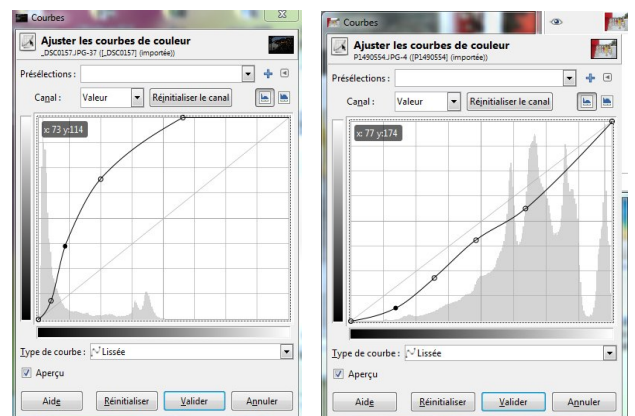 Courbes
Ajuster les courbes de couleur
_DSC0157.JPG-37 ([_DSC0157] (importée))
Présélections :
Canal : Valeur Réinitialiser le canal
x: 73 y:114
Type de courbe : Lissée
Aperçu
Aide Réinitialiser Valider Annuler
Courbes
Ajuster les courbes de couleur
P1490554.JPG-4 ([P1490554] (importée))
Présélections :
Canal : Valeur Réinitialiser le canal
x: 77 y:174
Type de courbe : Lissée
Aperçu
Aide Réinitialiser Valider Annuler